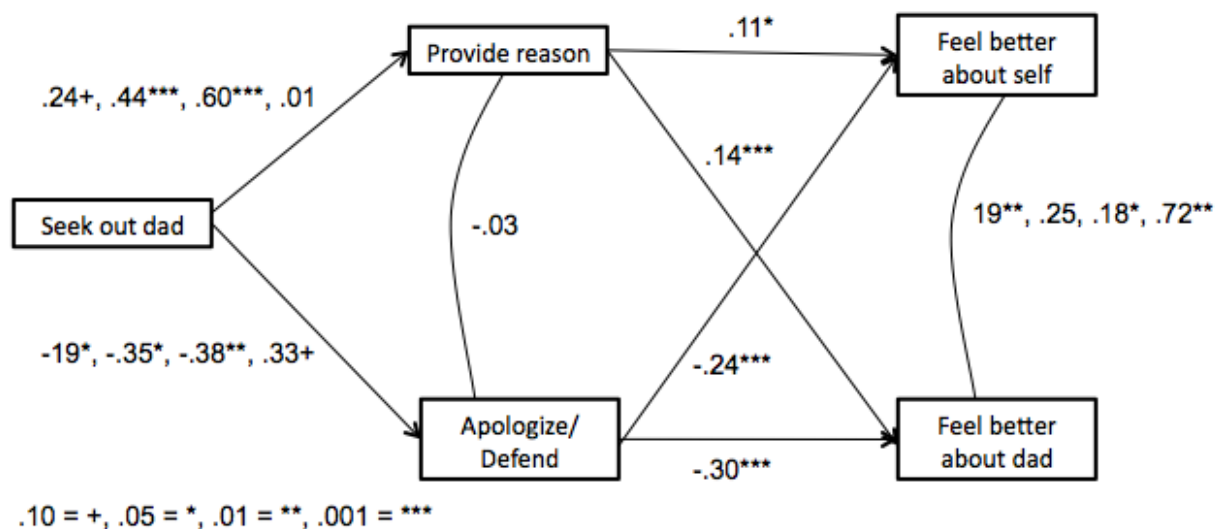 Provide reason
.11*
Feel better
about self
.24+, .44***, .60***, .01
.14***
Seek out dad
-.03
19**, .25, .18*, .72**
-19*, -.35*, -.38**, .33+
-.24***
Apologize/
Defend
-.30***
Feel better
about dad
.10 = +, .05 = *, .01 = **, .001 = ***